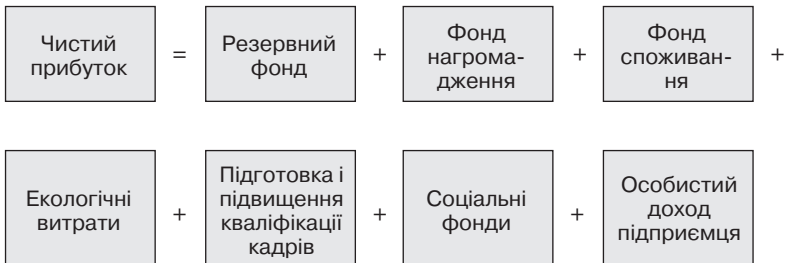 Чистий
прибуток
=
Резервний
фонд
+
Фонд
нагрома-
дження
+
Фонд
споживан-
ня
+
Екологічні
витрати
+
Підготовка і
підвищення
кваліфікації
кадрів
+
Соціальні
фонди
+
Особистий
доход
підприємця